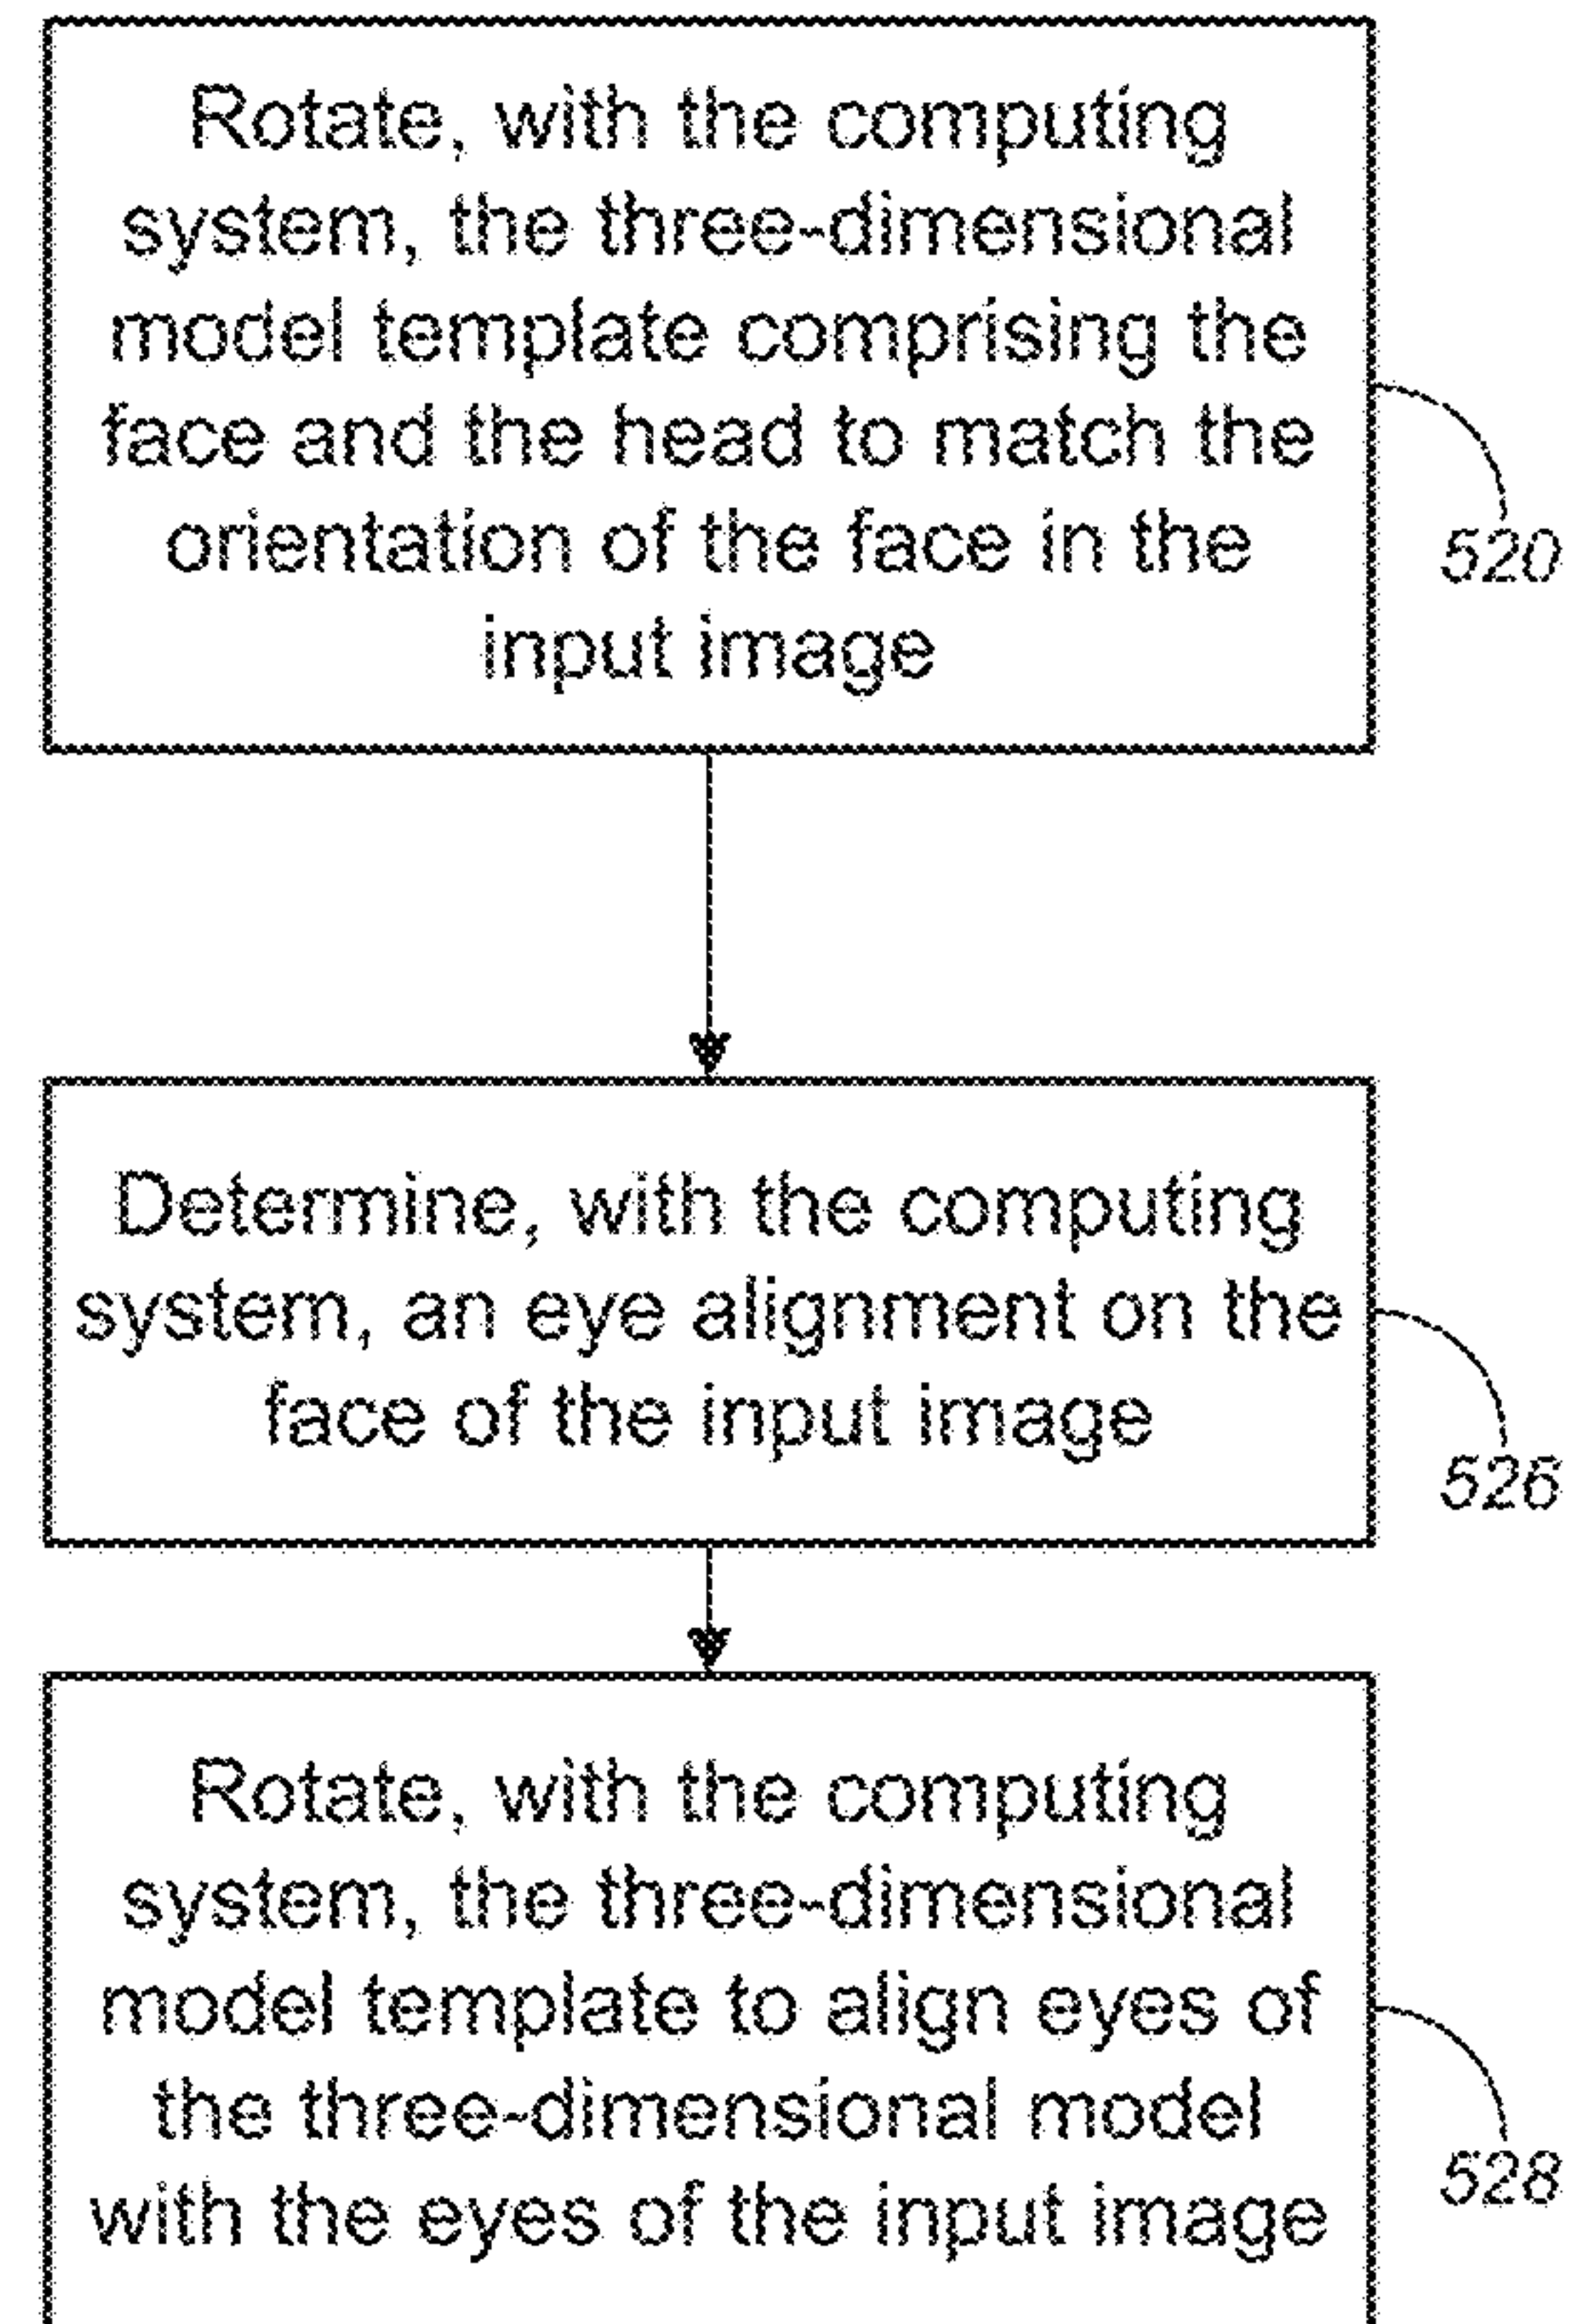 Rotate, with the computing
system, the three-dimensional
model template comprising the
face and the head to match the
orientation of the face in the
input image
520
Determine, with the computing
system, an eye alignment on the
face of the input image
526
Rotate, with the computing
system, the three-dimensional
model template to align eyes of
the three-dimensional model
with the eyes of the input image
528